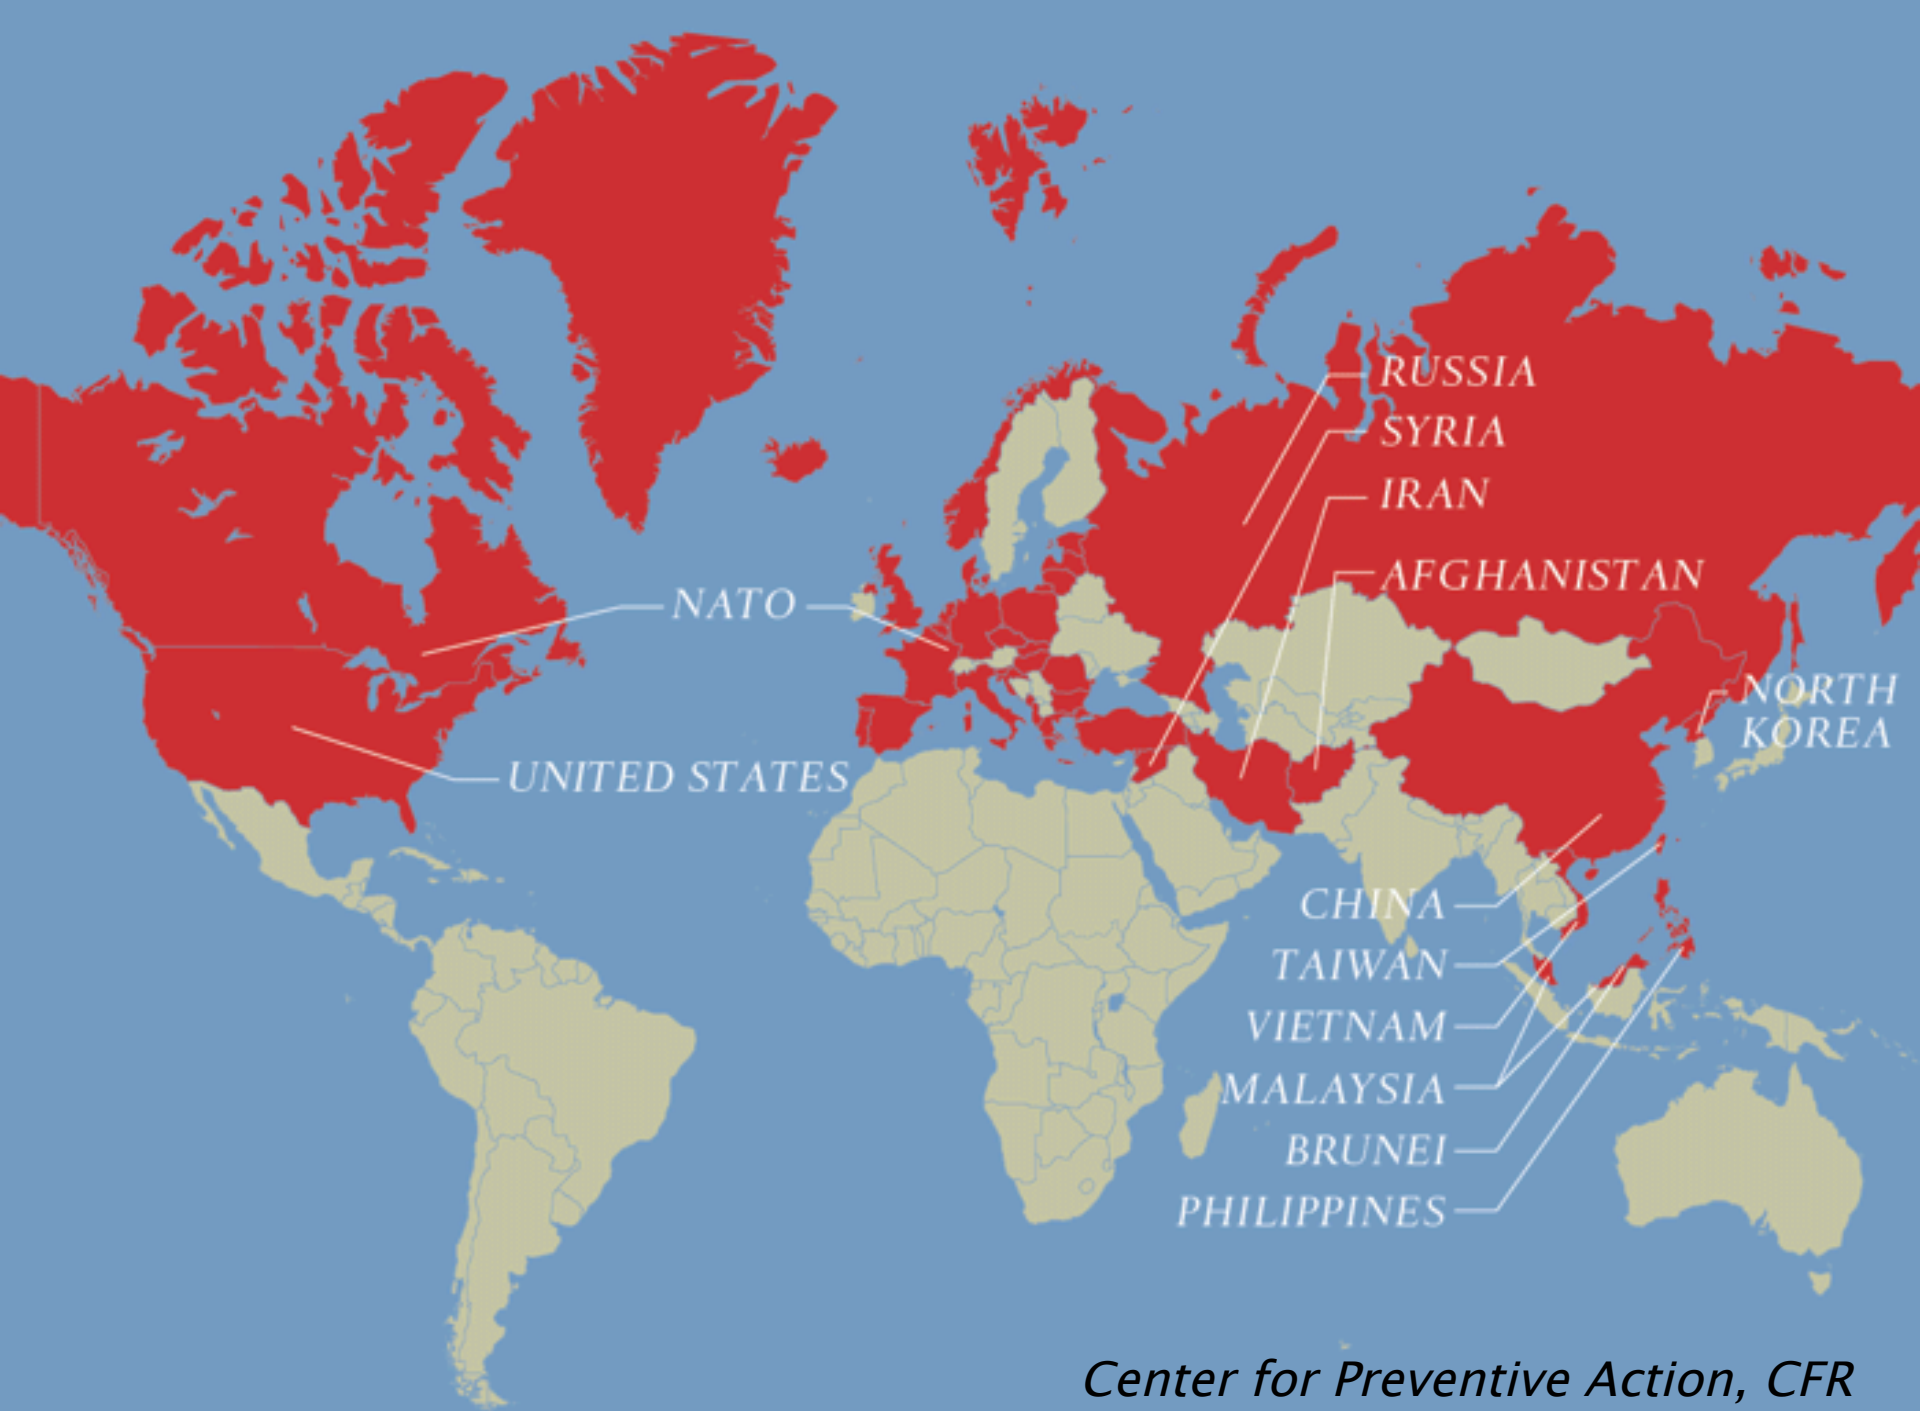 RUSSIA
SYRIA
IRAN
AFGHANISTAN
NATO
NORTH
KOREA
UNITED STATES
CHINA
TAIWAN
VIETNAM
MALAYSIA
BRUNEI
PHILIPPINES
Center for Preventive Action, CFR